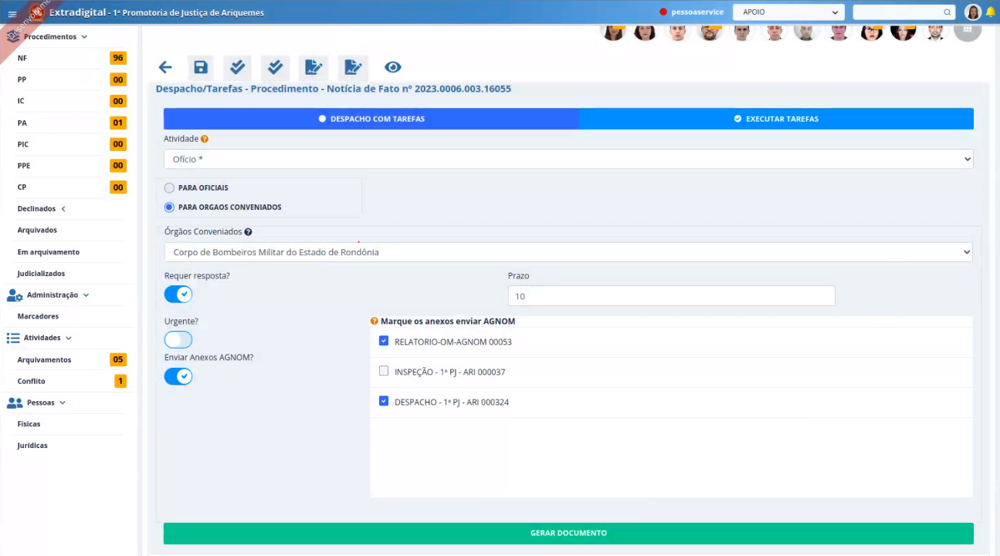 Extradigital - 1ª Promotoria de Justiça de Ariquemes
pessoaservice
APOIO
Desenvolvimento
Procedimentos
NF 96
PP 00
IC 00
PA 01
PIC 00
PPE 00
CP 00
Declinados
Arquivados
Em arquivamento
Judicializados
Administração
Marcadores
Atividades
Arquivamentos 05
Conflito 1
Pessoas
Físicas
Jurídicas
Despacho/Tarefas - Procedimento - Notícia de Fato nº 2023.0006.003.16055
DESPACHO COM TAREFAS
EXECUTAR TAREFAS
Atividade
Ofício *
PARA OFICIAIS
PARA ORGAOS CONVENIADOS
Órgãos Conveniados
Corpo de Bombeiros Militar do Estado de Rondônia
Requer resposta?
Prazo
10
Urgente?
Enviar Anexos AGNOM?
Marque os anexos enviar AGNOM
RELATORIO-OM-AGNOM 00053
INSPEÇÃO - 1ª PJ - ARI 000037
DESPACHO - 1ª PJ - ARI 000324
GERAR DOCUMENTO